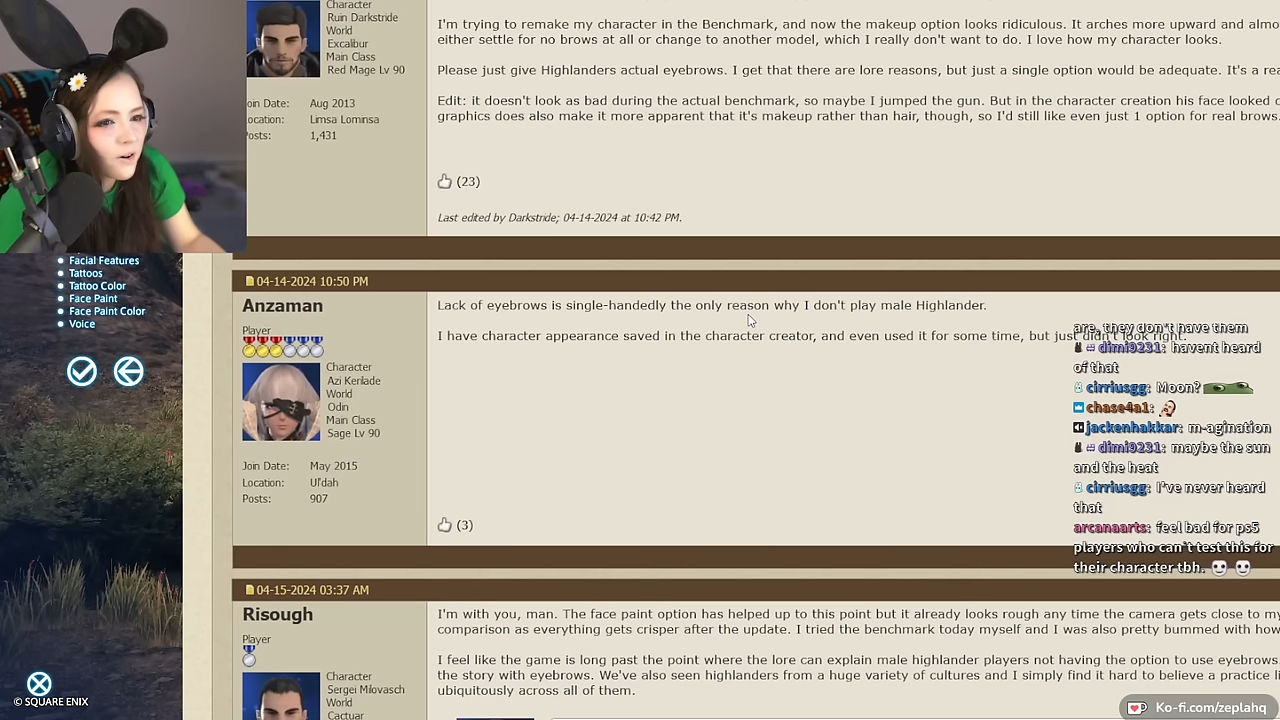 Character
Ruin Darkstride
World
Excalibur
Main Class
Red Mage Lv 90
Join Date: Aug 2013
Location: Limsa Lominsa
Posts: 1,431
I'm trying to remake my character in the Benchmark, and now the makeup option looks ridiculous. It arches more upward and
either settle for no brows at all or change to another model, which I really don't want to do. I love how my character looks.
Please just give Highlanders actual eyebrows. I get that there are lore reasons, but just a single option would be adequate. It's a
Edit: it doesn't look as bad during the actual benchmark, so maybe I jumped the gun. But in the character creation his face looked
graphics does also make it more apparent that it's makeup rather than hair, though, so I'd still like even just 1 option for real brows.
(23)
Last edited by Darkstride; 04-14-2024 at 10:42 PM.
Facial Features
Tattoos
Tattoo Color
Face Paint
Face Paint Color
Voice
04-14-2024 10:50 PM
Anzaman
Player
Character
Azi Kerilade
World
Odin
Main Class
Sage Lv 90
Join Date: May 2015
Location: Ul'dah
Posts: 907
Lack of eyebrows is single-handedly the only reason why I don't play male Highlander.
I have character appearance saved in the character creator, and even used it for some time, but just didn't look right.
(3)
are, they don't have them
dimi9231: havent heard
of that
cirriusgg: Moon?
chase4a1:
jackenhakkar: m-agination
dimi9231: maybe the sun
and the heat
cirriusgg: I've never heard
that
arcanaarts: feel bad for ps5
players who can't test this for
their character tbh.
04-15-2024 03:37 AM
Risough
Player
Character
Sergei Milovasch
World
Cactuar
I'm with you, man. The face paint option has helped up to this point but it already looks rough any time the camera gets close to my
comparison as everything gets crisper after the update. I tried the benchmark today myself and I was also pretty bummed with how
I feel like the game is long past the point where the lore can explain male highlander players not having the option to use eyebrows.
the story with eyebrows. We've also seen highlanders from a huge variety of cultures and I simply find it hard to believe a practice
ubiquitously across all of them.
© SQUARE ENIX
Ko-fi.com/zeplahq